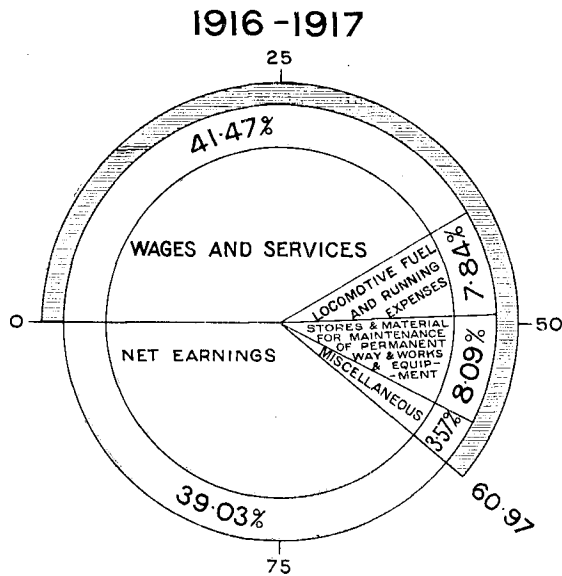 1916-1917
25
41·47%
WAGES AND SERVICES
LOCOMOTIVE FUEL
AND RUNNING
EXPENSES
7·84%
0
50
STORES & MATERIAL
FOR MAINTENANCE
OF PERMANENT
WAY & WORKS
& EQUIP-
-MENT
8·09%
NET EARNINGS
MISCELLANEOUS
3·57%
60·97
39·03%
75